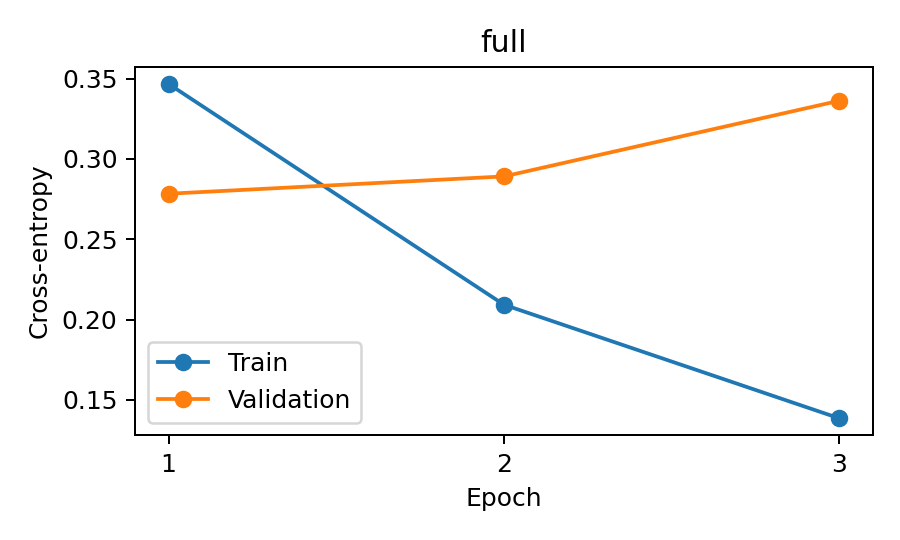 full
0.35
0.30
0.25
0.20
0.15
Cross-entropy
Train
Validation
1 2 3
Epoch